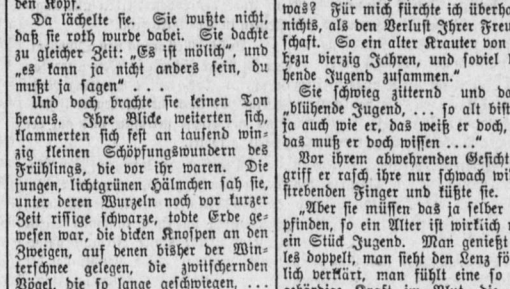 den Kopf.
Da lächelte sie. Sie wußte nicht,
daß sie roth wurde dabei. Sie dachte
zu gleicher Zeit: „Es ist mölich", und
„es kann ja nicht anders sein, du
mußt ja sagen" . . .
Und doch brachte sie keinen Ton
heraus. Ihre Blicke weiterten sich,
klammerten sich fest an tausend win-
zig kleinen Schöpfungswundern des
Frühlings, die vor ihr waren. Die
jungen, lichtgrünen Hälmchen sah sie,
unter deren Wurzeln noch vor kurzer
Zeit rissige schwarze, todte Erde ge-
wesen war, die dicken Knospen an den
Zweigen, auf denen bisher der Win-
terschnee gelegen, die zwitschernden
Vögel, die so lange geschwiegen, . . .
was? Für mich fürchte ich überha
nichts, als den Verlust Ihrer Freu
schaft. So ein alter Krauter von
hezu vierzig Jahren, und soviel
hende Jugend zusammen."
Sie schwieg zitternd und da
„blühende Jugend, . . . so alt bist
ja auch wie er, das weiß er doch,
das muß er doch wissen . . . ."
Vor ihrem abwehrenden Gesicht
griff er rasch ihre nur schwach wi
strebenden Finger und küßte sie.
„Aber sie müssen das ja selber
pfinden, so ein Alter ist wirklich
ein Stück Jugend. Man genießt
les doppelt, man sieht den Lenz fö
lich verklärt, man fühlt eine so